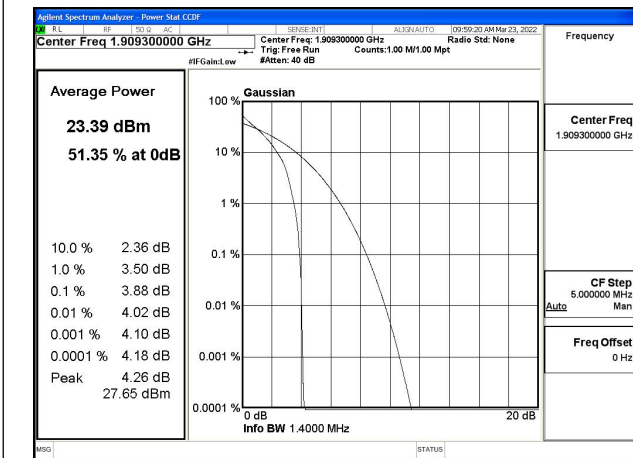 Agilent Spectrum Analyzer - Power Stat CCDF
RL RF 50 Ω AC SENSE:INT ALIGN AUTO 09:59:20 AM Mar 23, 2022
Center Freq 1.909300000 GHz
Center Freq: 1.909300000 GHz Radio Std: None
Trig: Free Run Counts:1.00 M/1.00 Mpt
#IFGain:Low #Atten: 40 dB
Frequency
Average Power
23.39 dBm
51.35 % at 0dB
10.0 % 2.36 dB
1.0 % 3.50 dB
0.1 % 3.88 dB
0.01 % 4.02 dB
0.001 % 4.10 dB
0.0001 % 4.18 dB
Peak 4.26 dB
27.65 dBm
Gaussian
100 %
10 %
1 %
0.1 %
0.01 %
0.001 %
0.0001 %
0 dB 20 dB
Info BW 1.4000 MHz
Center Freq
1.909300000 GHz
CF Step
5.000000 MHz
Auto Man
Freq Offset
0 Hz
MSG STATUS